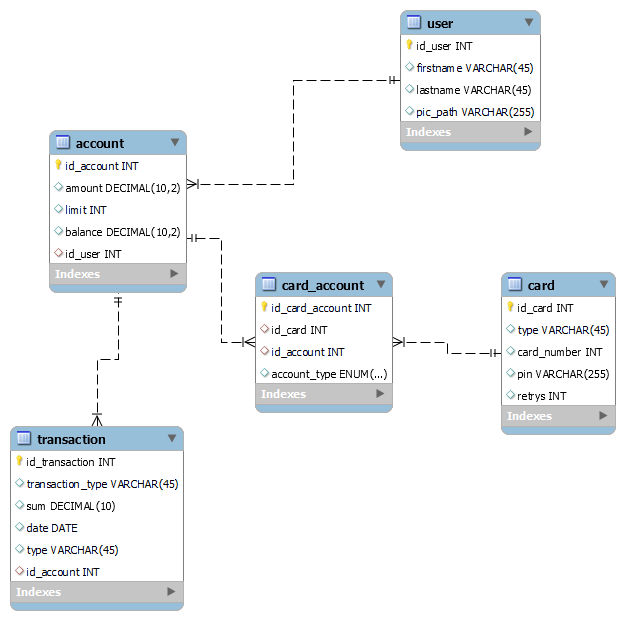 user
id_user INT
firstname VARCHAR(45)
lastname VARCHAR(45)
pic_path VARCHAR(255)
Indexes
account
id_account INT
amount DECIMAL(10,2)
limit INT
balance DECIMAL(10,2)
id_user INT
Indexes
card_account
id_card_account INT
id_card INT
id_account INT
account_type ENUM(...)
Indexes
card
id_card INT
type VARCHAR(45)
card_number INT
pin VARCHAR(255)
retrys INT
Indexes
transaction
id_transaction INT
transaction_type VARCHAR(45)
sum DECIMAL(10)
date DATE
type VARCHAR(45)
id_account INT
Indexes